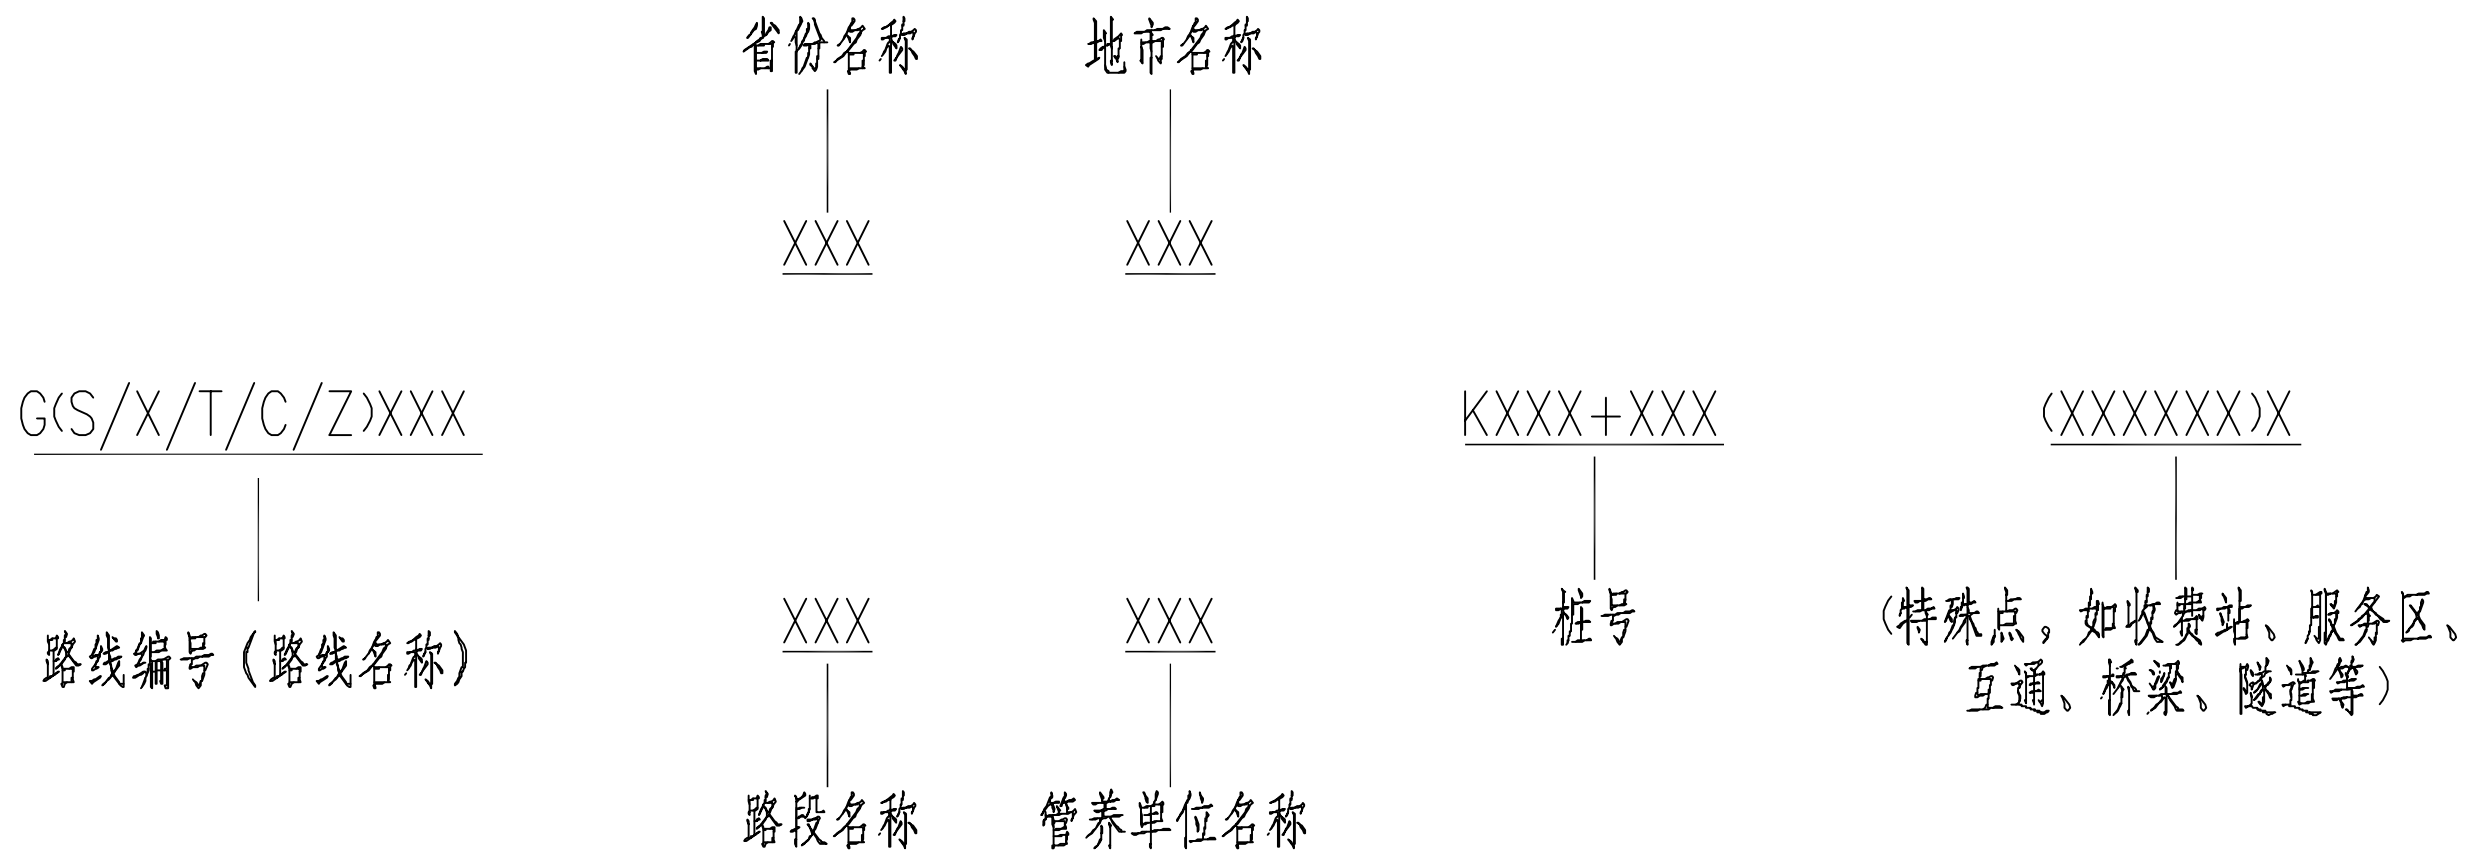 省份名称
地市名称
XXX
XXX
G(S/X/T/C/Z)XXX
KXXX+XXX
(XXXXXX)X
路线编号（路线名称）
XXX
XXX
桩号
（特殊点，如收费站、服务区、
互通、桥梁、隧道等）
路段名称
管养单位名称